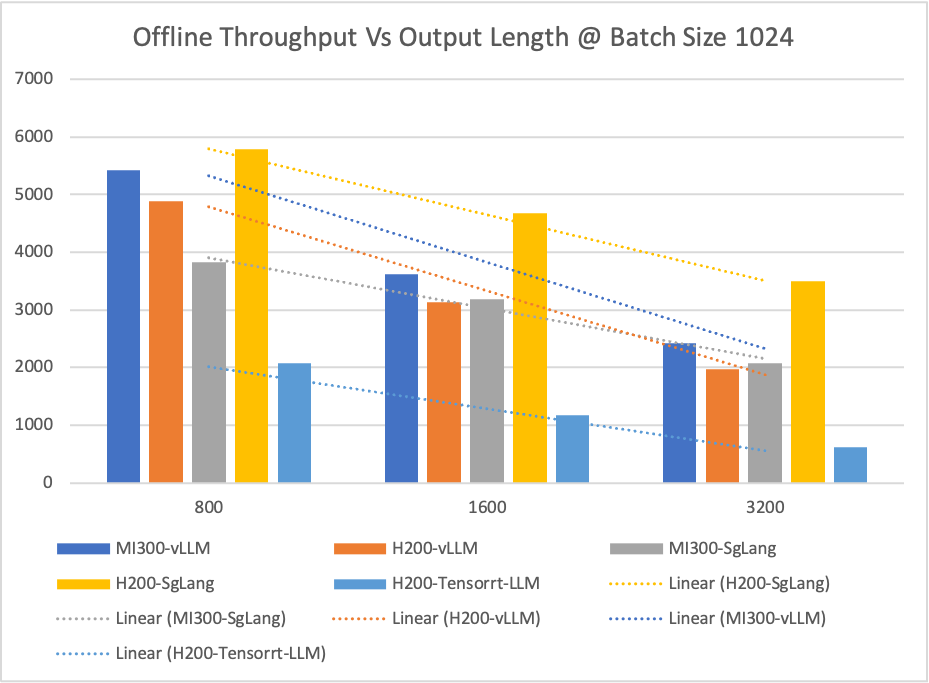 Offline Throughput Vs Output Length @ Batch Size 1024
7000
6000
5000
4000
3000
2000
1000
0
800 1600 3200
MI300-vLLM H200-vLLM MI300-SgLang
H200-SgLang H200-Tensorrt-LLM Linear (H200-SgLang)
Linear (MI300-SgLang) Linear (H200-vLLM) Linear (MI300-vLLM)
Linear (H200-Tensorrt-LLM)